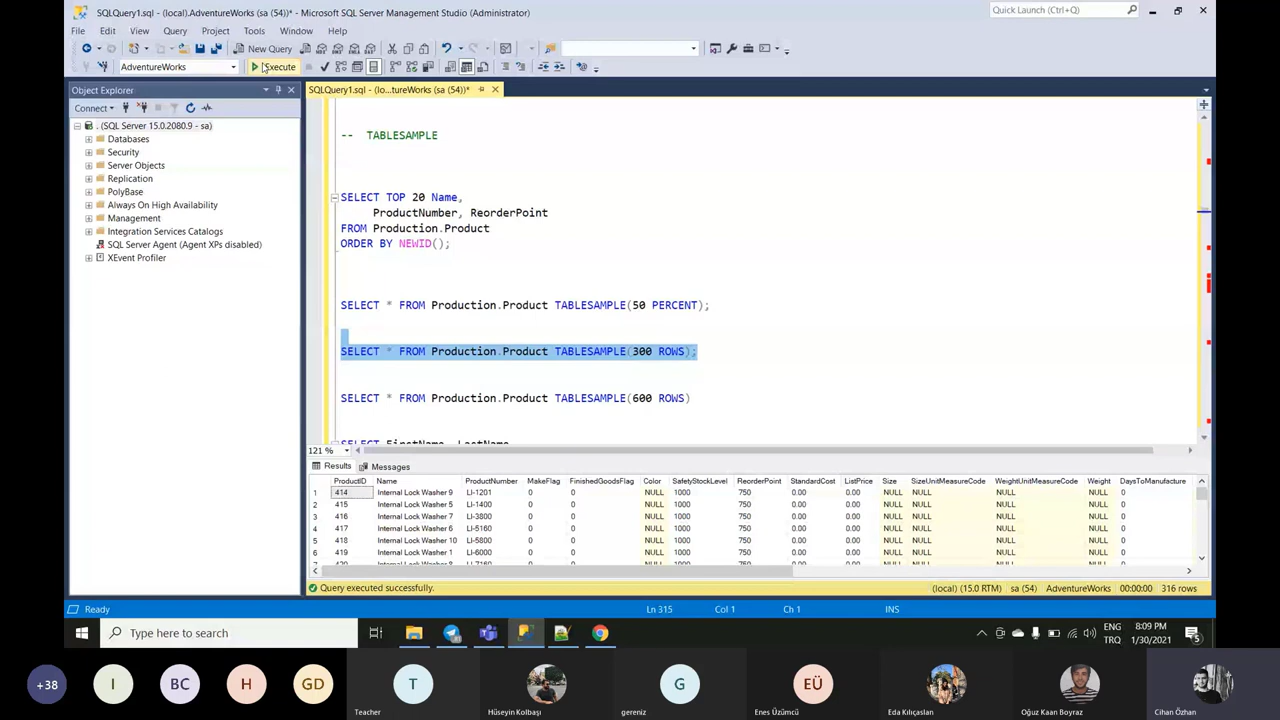 SQLQuery1.sql - (local).AdventureWorks (sa (54))* - Microsoft SQL Server Management Studio (Administrator)
Quick Launch (Ctrl+Q)
File Edit View Query Project Tools Window Help
New Query
AdventureWorks
Execute
Object Explorer
SQLQuery1.sql - (lo...tureWorks (sa (54))*
Connect
. (SQL Server 15.0.2080.9 - sa)
Databases
Security
Server Objects
Replication
PolyBase
Always On High Availability
Management
Integration Services Catalogs
SQL Server Agent (Agent XPs disabled)
XEvent Profiler
-- TABLESAMPLE
SELECT TOP 20 Name,
ProductNumber, ReorderPoint
FROM Production.Product
ORDER BY NEWID();
SELECT * FROM Production.Product TABLESAMPLE(50 PERCENT);
SELECT * FROM Production.Product TABLESAMPLE(300 ROWS);
SELECT * FROM Production.Product TABLESAMPLE(600 ROWS)
SELECT FirstName, LastName
121 %
Results Messages
ProductID Name ProductNumber MakeFlag FinishedGoodsFlag Color SafetyStockLevel ReorderPoint StandardCost ListPrice Size SizeUnitMeasureCode WeightUnitMeasureCode Weight DaysToManufacture
1 414 Internal Lock Washer 9 LI-1201 0 0 NULL 1000 750 0.00 0.00 NULL NULL NULL NULL 0
2 415 Internal Lock Washer 5 LI-1400 0 0 NULL 1000 750 0.00 0.00 NULL NULL NULL NULL 0
3 416 Internal Lock Washer 7 LI-3800 0 0 NULL 1000 750 0.00 0.00 NULL NULL NULL NULL 0
4 417 Internal Lock Washer 6 LI-5160 0 0 NULL 1000 750 0.00 0.00 NULL NULL NULL NULL 0
5 418 Internal Lock Washer 10 LI-5800 0 0 NULL 1000 750 0.00 0.00 NULL NULL NULL NULL 0
6 419 Internal Lock Washer 1 LI-6000 0 0 NULL 1000 750 0.00 0.00 NULL NULL NULL NULL 0
Query executed successfully.
(local) (15.0 RTM) sa (54) AdventureWorks 00:00:00 316 rows
Ready
Ln 315 Col 1 Ch 1 INS
Type here to search
ENG
TRQ
8:09 PM
1/30/2021
5
+38 I BC H GD T G EÜ
Teacher Hüseyin Kolbaşı gereniz Enes Üzümcü Eda Kılıçaslan Oğuz Kaan Boyraz Cihan Özhan